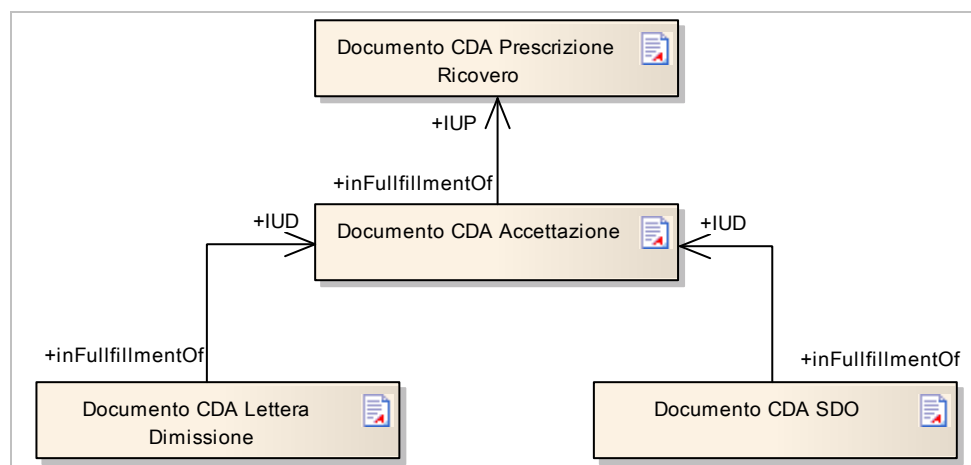 Documento CDA Prescrizione
Ricovero
+IUP
+inFullfillmentOf
Documento CDA Accettazione
+IUD
+IUD
+inFullfillmentOf
+inFullfillmentOf
Documento CDA Lettera
Dimissione
Documento CDA SDO